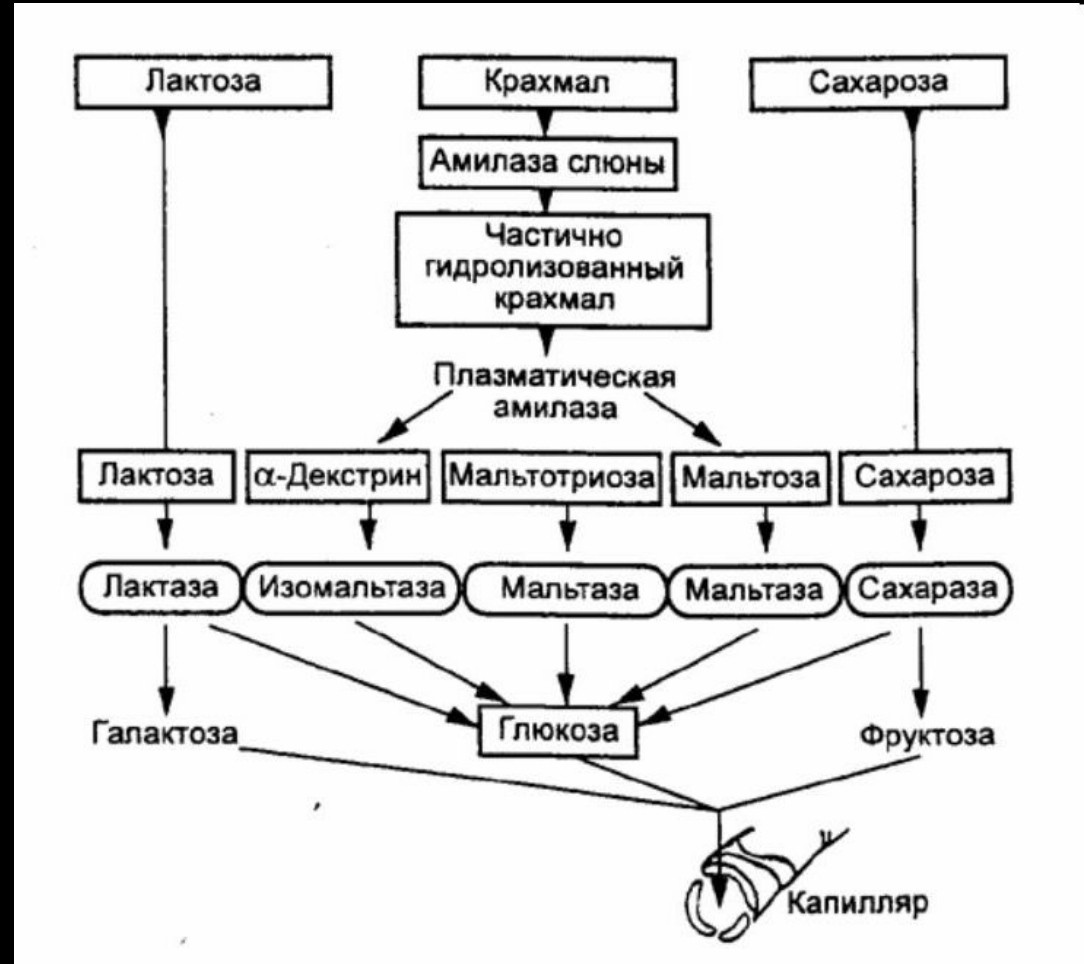 Лактоза
Крахмал
Сахароза
Амилаза слюны
Частично
гидролизованный
крахмал
Плазматическая
амилаза
Лактоза
α-Декстрин
Мальтотриоза
Мальтоза
Сахароза
Лактаза
Изомальтаза
Мальтаза
Мальтаза
Сахараза
Галактоза
Глюкоза
Фруктоза
Капилляр